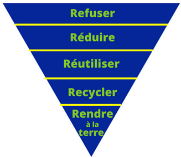 Refuser
Réduire
Réutiliser
Recycler
Rendre
à la
terre